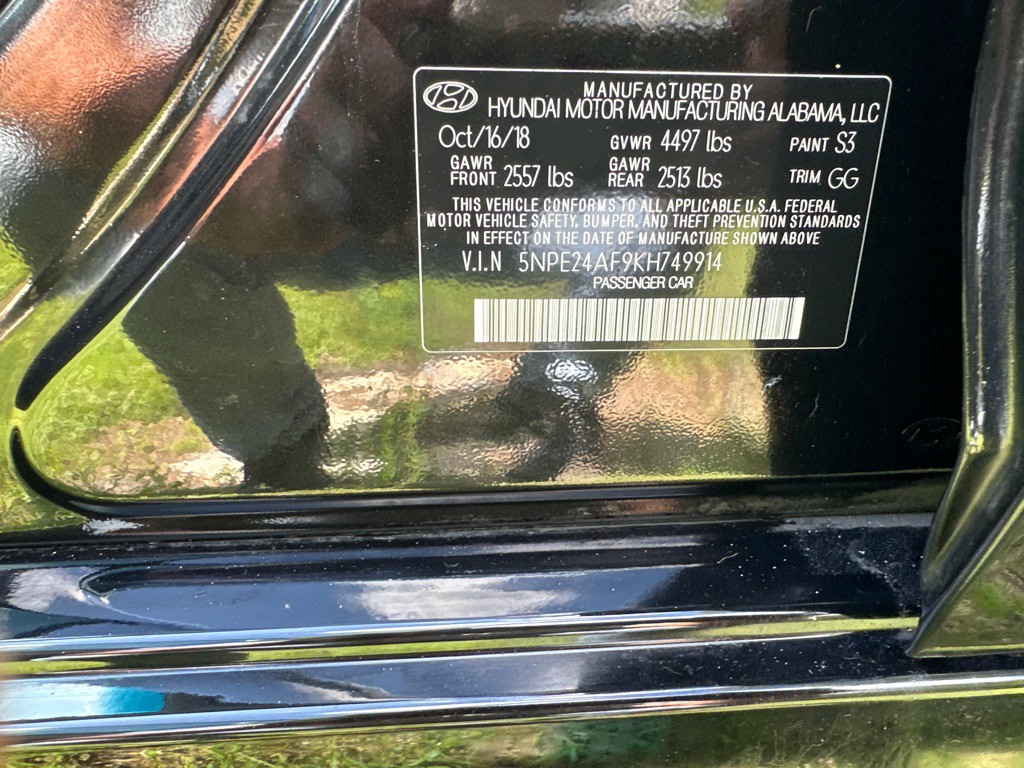 MANUFACTURED BY
HYUNDAI MOTOR MANUFACTURING ALABAMA, LLC
Oct/16/18 GVWR 4497 lbs PAINT S3
GAWR FRONT 2557 lbs GAWR REAR 2513 lbs TRIM GG
THIS VEHICLE CONFORMS TO ALL APPLICABLE U.S.A. FEDERAL
MOTOR VEHICLE SAFETY, BUMPER, AND THEFT PREVENTION STANDARDS
IN EFFECT ON THE DATE OF MANUFACTURE SHOWN ABOVE
V.I.N 5NPE24AF9KH749914
PASSENGER CAR